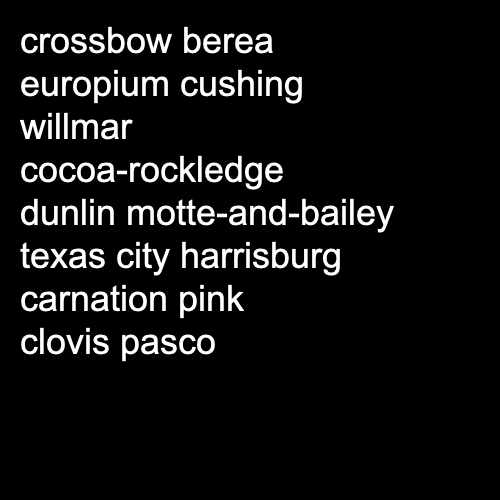 crossbow berea
europium cushing
willmar
cocoa-rockledge
dunlin motte-and-bailey
texas city harrisburg
carnation pink
clovis pasco